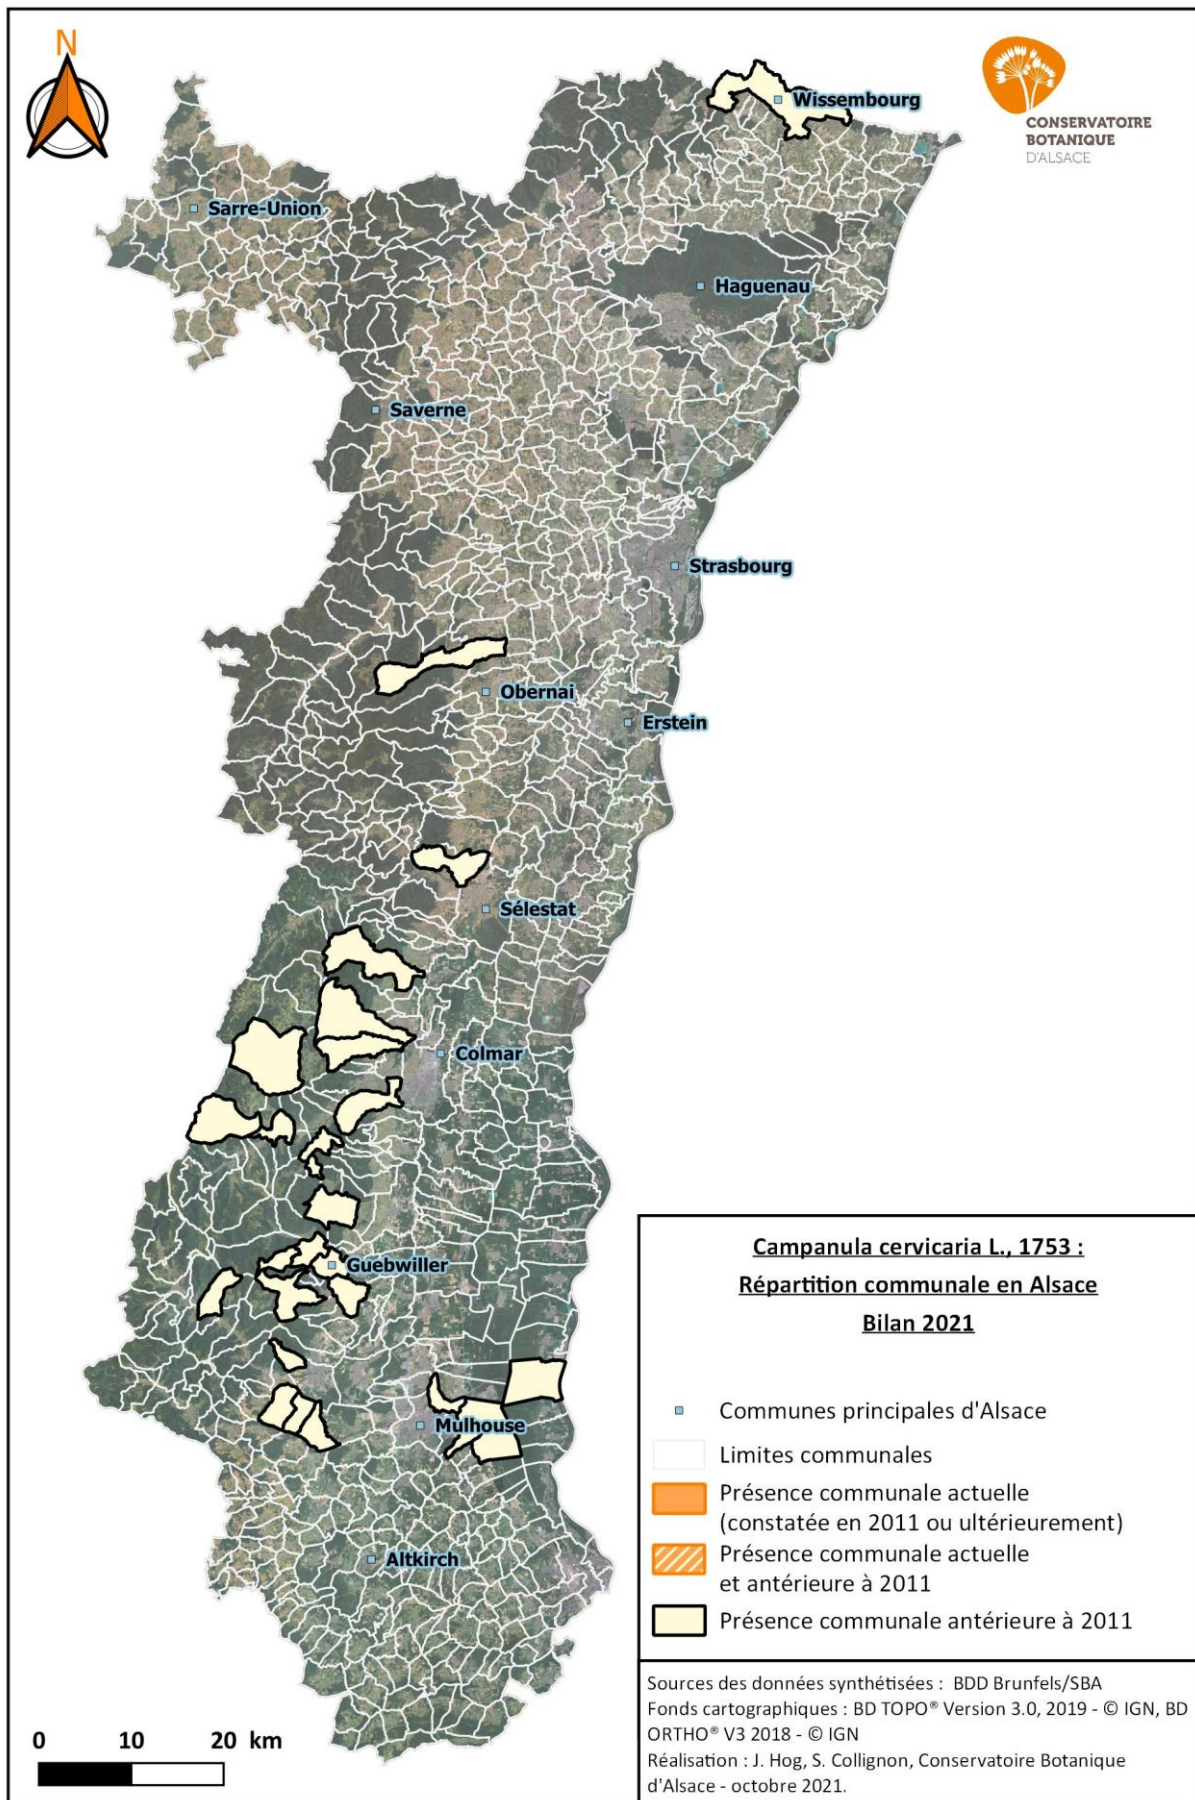 N
CONSERVATOIRE
BOTANIQUE
D'ALSACE
Wissembourg
Sarre-Union
Haguenau
Saverne
Strasbourg
Obernai
Erstein
Sélestat
Colmar
Guebwiller
Mulhouse
Altkirch
0 10 20 km
Campanula cervicaria L., 1753 :
Répartition communale en Alsace
Bilan 2021
Communes principales d'Alsace
Limites communales
Présence communale actuelle
(constatée en 2011 ou ultérieurement)
Présence communale actuelle
et antérieure à 2011
Présence communale antérieure à 2011
Sources des données synthétisées : BDD Brunfels/SBA
Fonds cartographiques : BD TOPO® Version 3.0, 2019 - © IGN, BD
ORTHO® V3 2018 - © IGN
Réalisation : J. Hog, S. Collignon, Conservatoire Botanique
d'Alsace - octobre 2021.